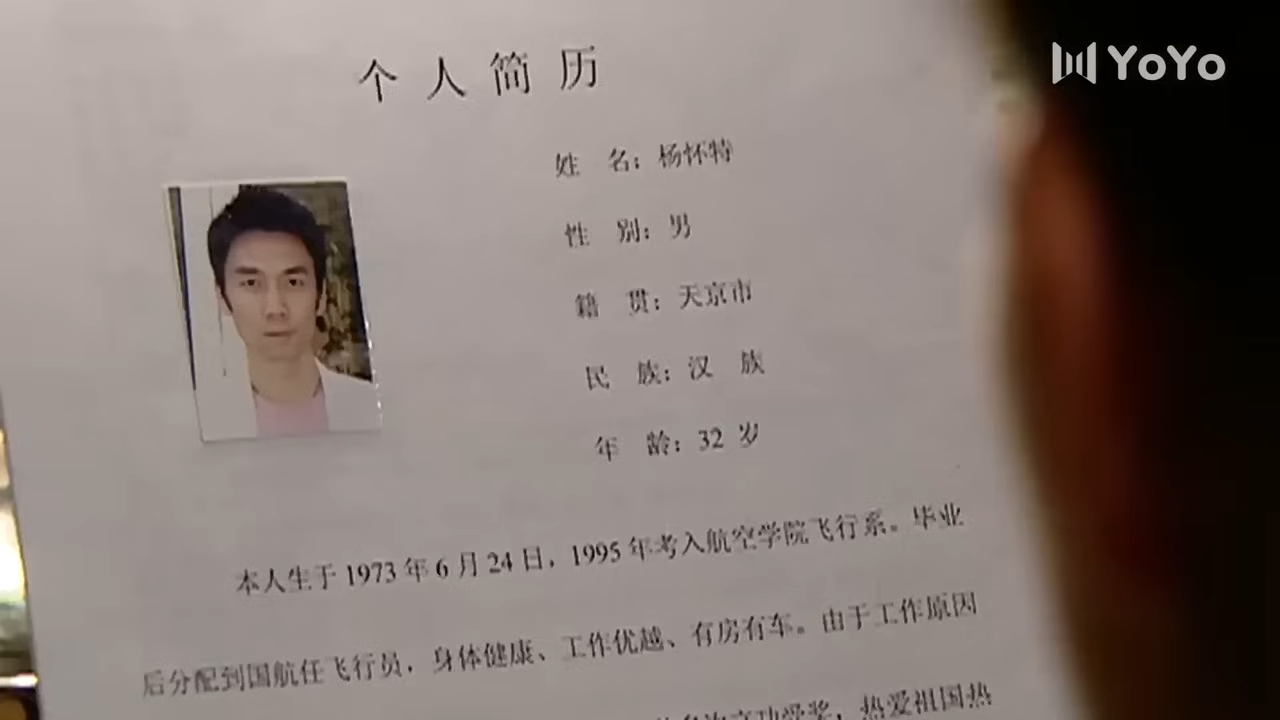 YoYo
个人简历
姓 名：杨怀特
性 别：男
籍 贯：天京市
民 族：汉 族
年 龄：32 岁
本人生于 1973 年 6 月 24 日，1995 年考入航空学院飞行系。毕业
后分配到国航任飞行员，身体健康、工作优越、有房有车。由于工作原因
立功受奖，热爱祖国热